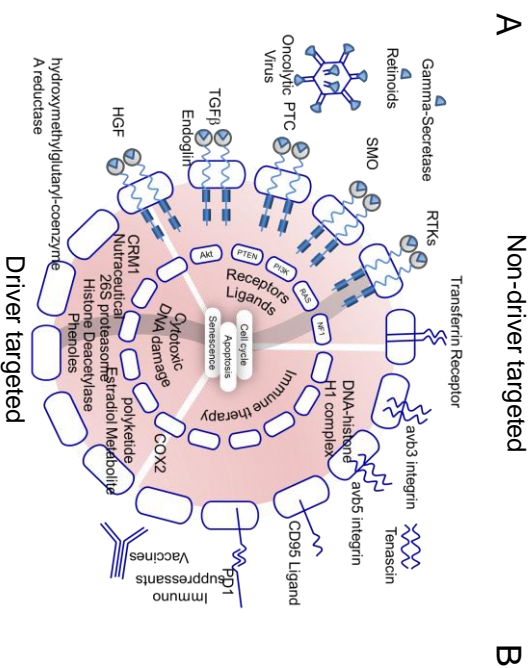 A
Non-driver targeted
B
Gamma-Secretase
Retinoids
Oncolytic
Virus
PTC
SMO
RTKs
Transferrin Receptor
TGFβ
Endoglin
HGF
hydroxymethylglutaryl-coenzyme
A reductase
avb3 integrin
avb5 integrin
Tenascin
CD95 Ligand
PD1
Immuno
suppressants
Vaccines
DNA-histone
H1 complex
Akt
PTEN
PI3K
RAS
NF1
Receptors
Ligands
Cell cycle
Apoptosis
Senescence
Immune therapy
Cytotoxic
DNA damage
CRM1
Nutraceutical
26S proteasome
Histone Deacetylase
Phenoles
COX2
polyketide
Estradiol Metabolite
Driver targeted